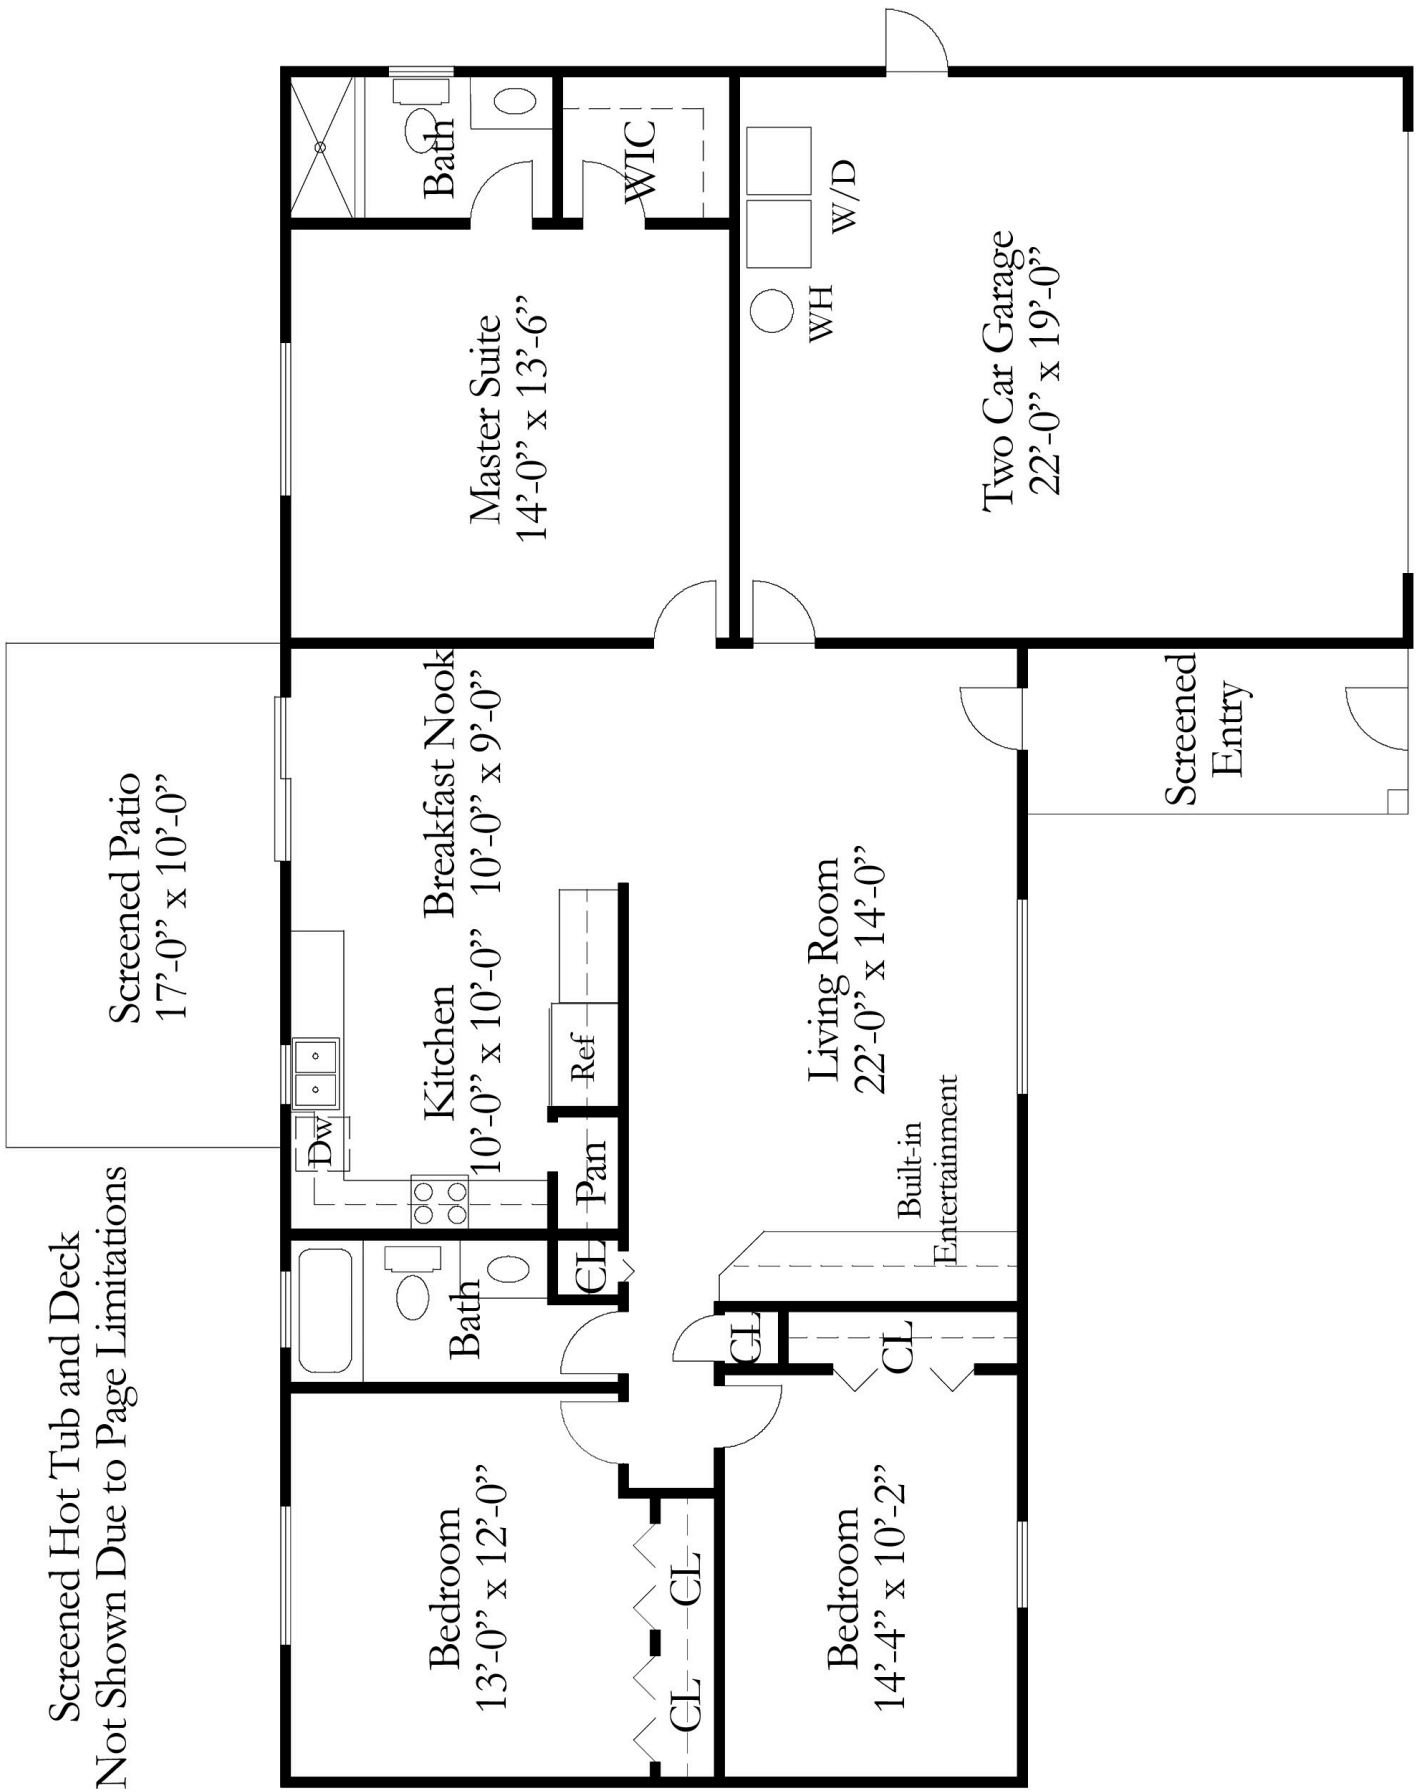 Screened Hot Tub and Deck
Not Shown Due to Page Limitations
Screened Patio
17’-0” x 10’-0”
Bedroom
13’-0” x 12’-0”
Bath
Kitchen
10’-0” x 10’-0”
Breakfast Nook
10’-0” x 9’-0”
Master Suite
14’-0” x 13’-6”
Bath
Dw
CL
Pan
Ref
WIC
CL
CL
CL
Living Room
22’-0” x 14’-0”
WH
W/D
Bedroom
14’-4” x 10’-2”
CL
Built-in
Entertainment
Two Car Garage
22’-0” x 19’-0”
Screened
Entry